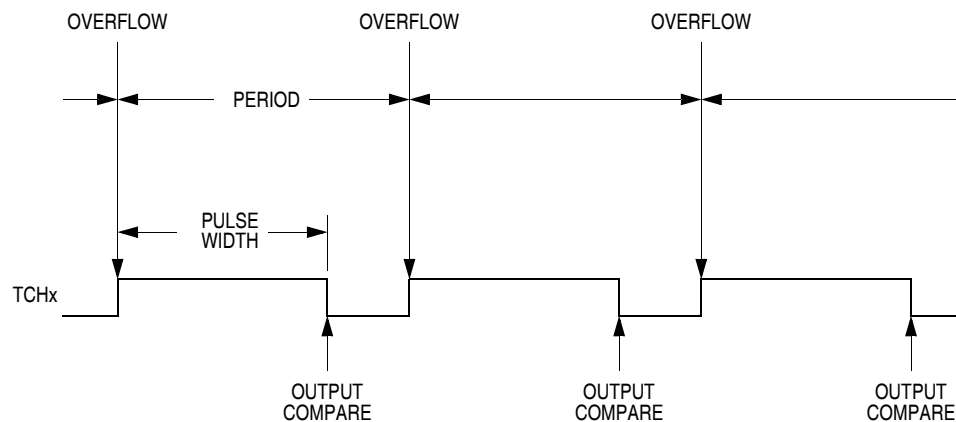 OVERFLOW
OVERFLOW
OVERFLOW
PERIOD
PULSE
WIDTH
TCHx
OUTPUT
COMPARE
OUTPUT
COMPARE
OUTPUT
COMPARE